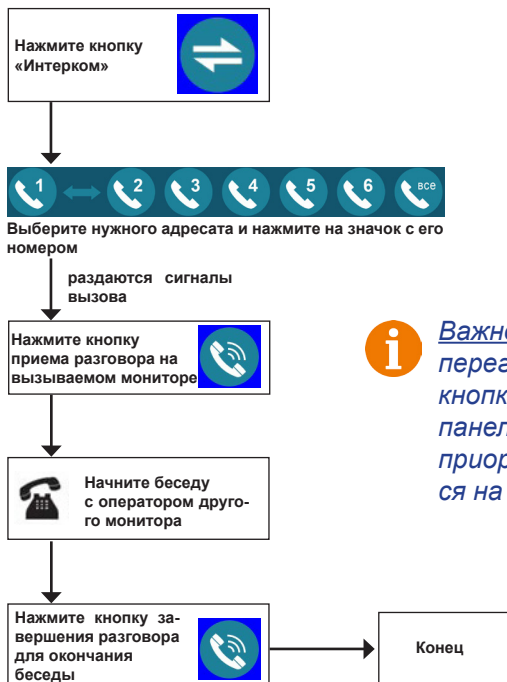 Нажмите кнопку
«Интерком»
1 2 3 4 5 6 все
Выберите нужного адресата и нажмите на значок с его
номером
раздаются сигналы
вызова
Нажмите кнопку
приема разговора на
вызываемом мониторе
Начните беседу
с оператором друго-
го монитора
Нажмите кнопку за-
вершения разговора
для окончания
беседы
Конец
i
кнопк
панел
приор
ся на